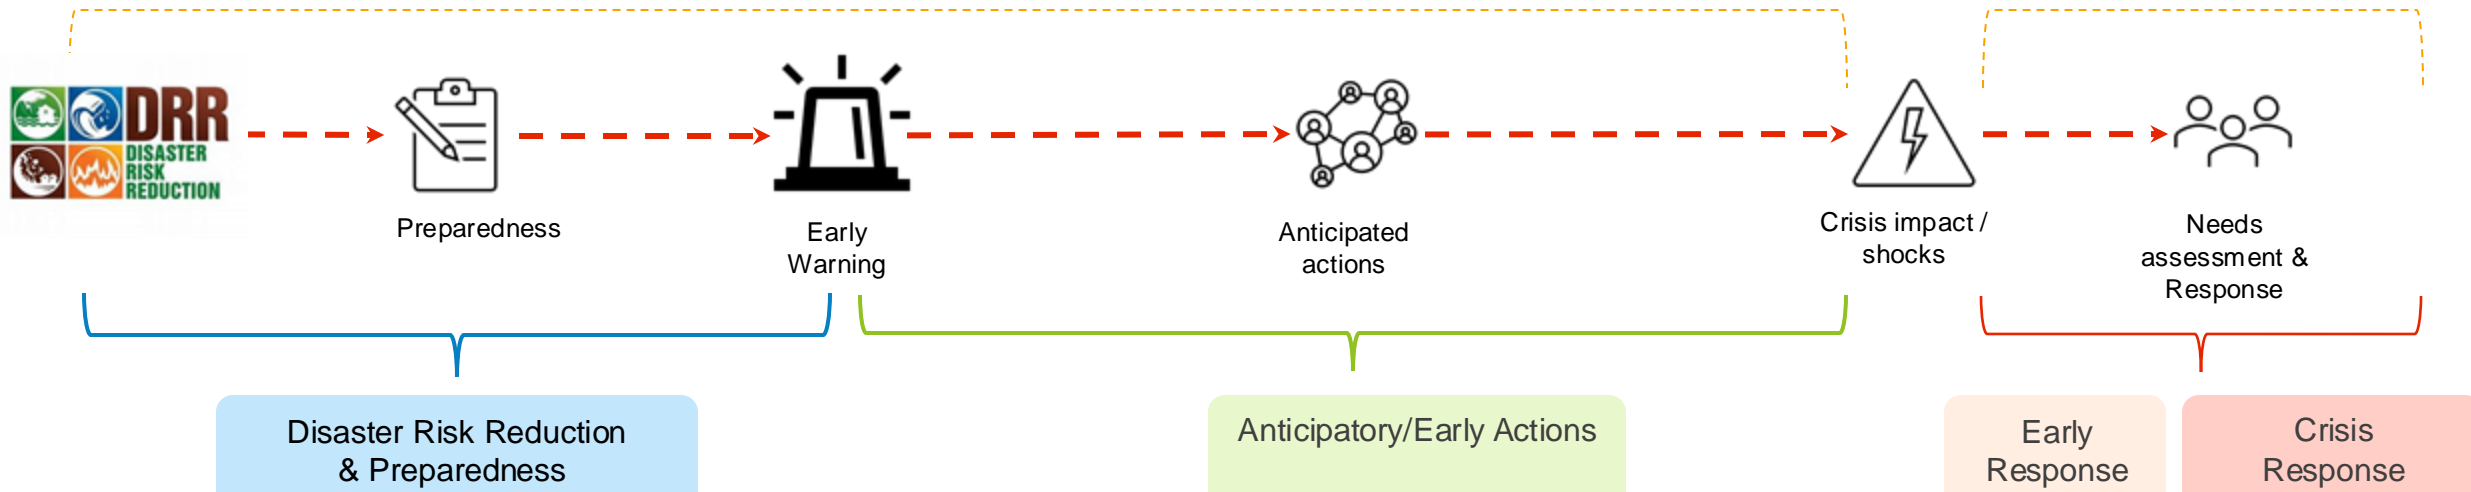 DRR
DISASTER
RISK
REDUCTION
Preparedness
Early
Warning
Anticipated
actions
Crisis impact /
shocks
Needs
assessment &
Response
Disaster Risk Reduction
& Preparedness
Anticipatory/Early Actions
Early
Response
Crisis
Response